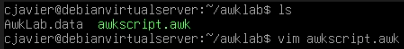 cjavier@debianvirtualserver:~/awklab$ ls
AwkLab.data  awkscript.awk
cjavier@debianvirtualserver:~/awklab$ vim awkscript.awk